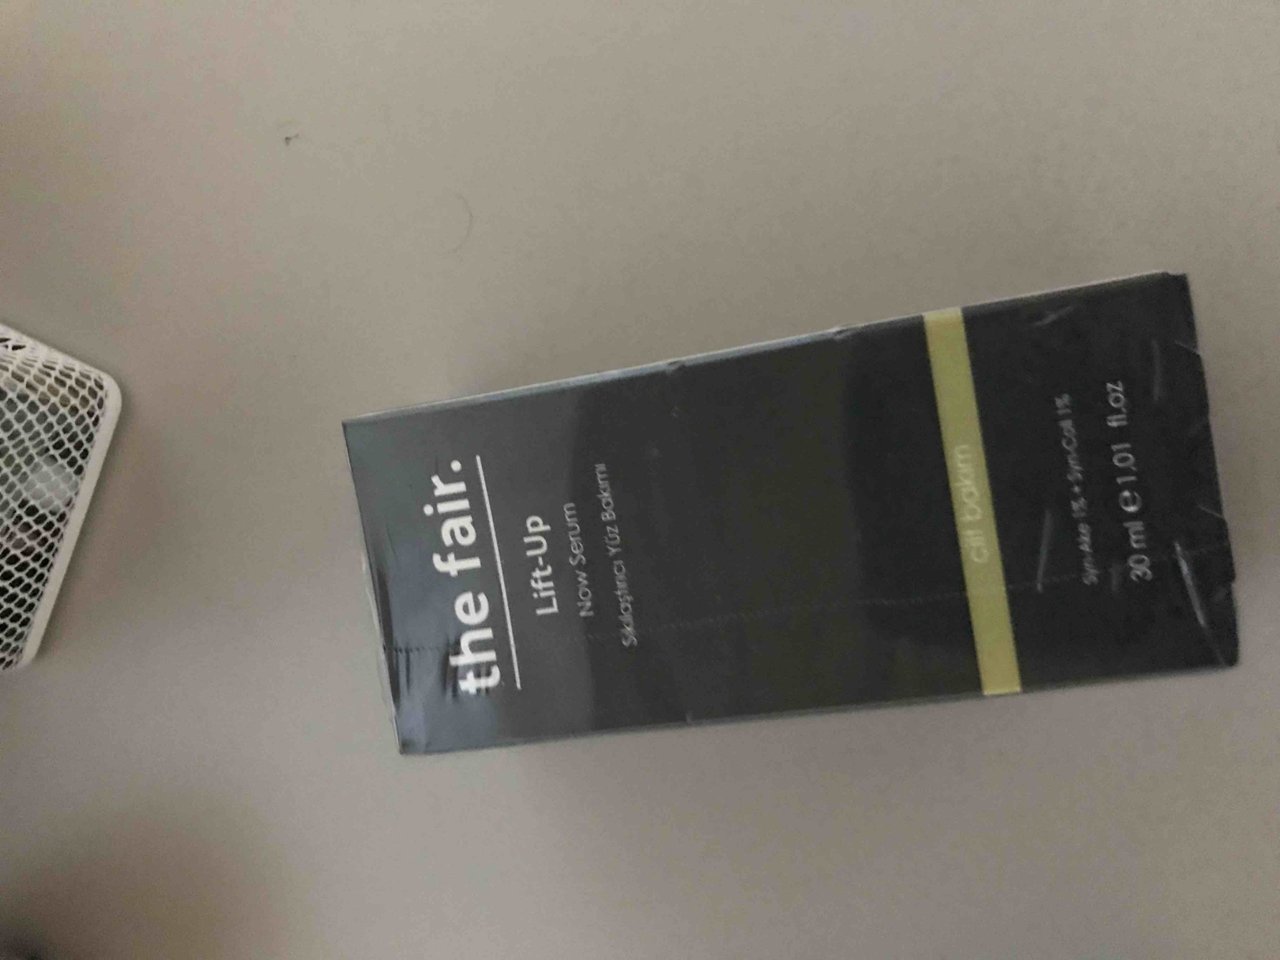 the fair.
Lift-Up
Now Serum
Sıkılaştırıcı Yüz Bakımı
cilt bakım
Syn-Ake 1% + Syn-Coll 1%
30 ml ℮ 1.01 fl.oz